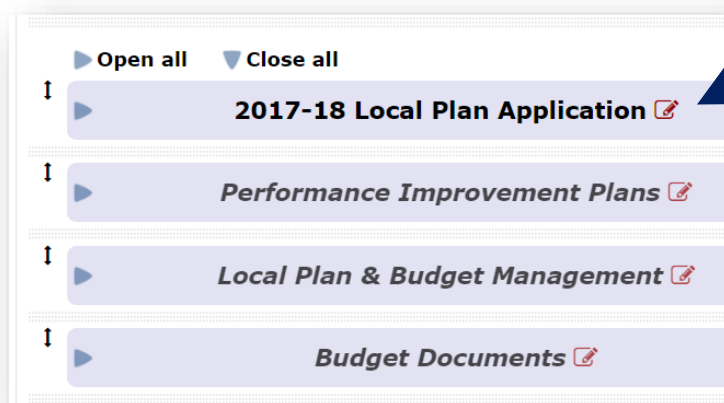 Open all Close all
2017-18 Local Plan Application
Performance Improvement Plans
Local Plan & Budget Management
Budget Documents